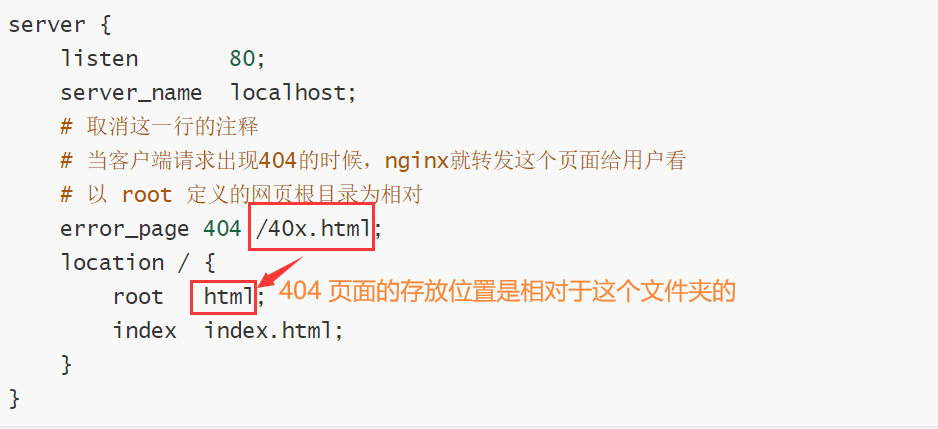 server {
    listen       80;
    server_name  localhost;
    # 取消这一行的注释
    # 当客户端请求出现404的时候，nginx就转发这个页面给用户看
    # 以 root 定义的网页根目录为相对
    error_page 404 /40x.html;
    location / {
        root   html;
404 页面的存放位置是相对于这个文件夹的
        index  index.html;
    }
}